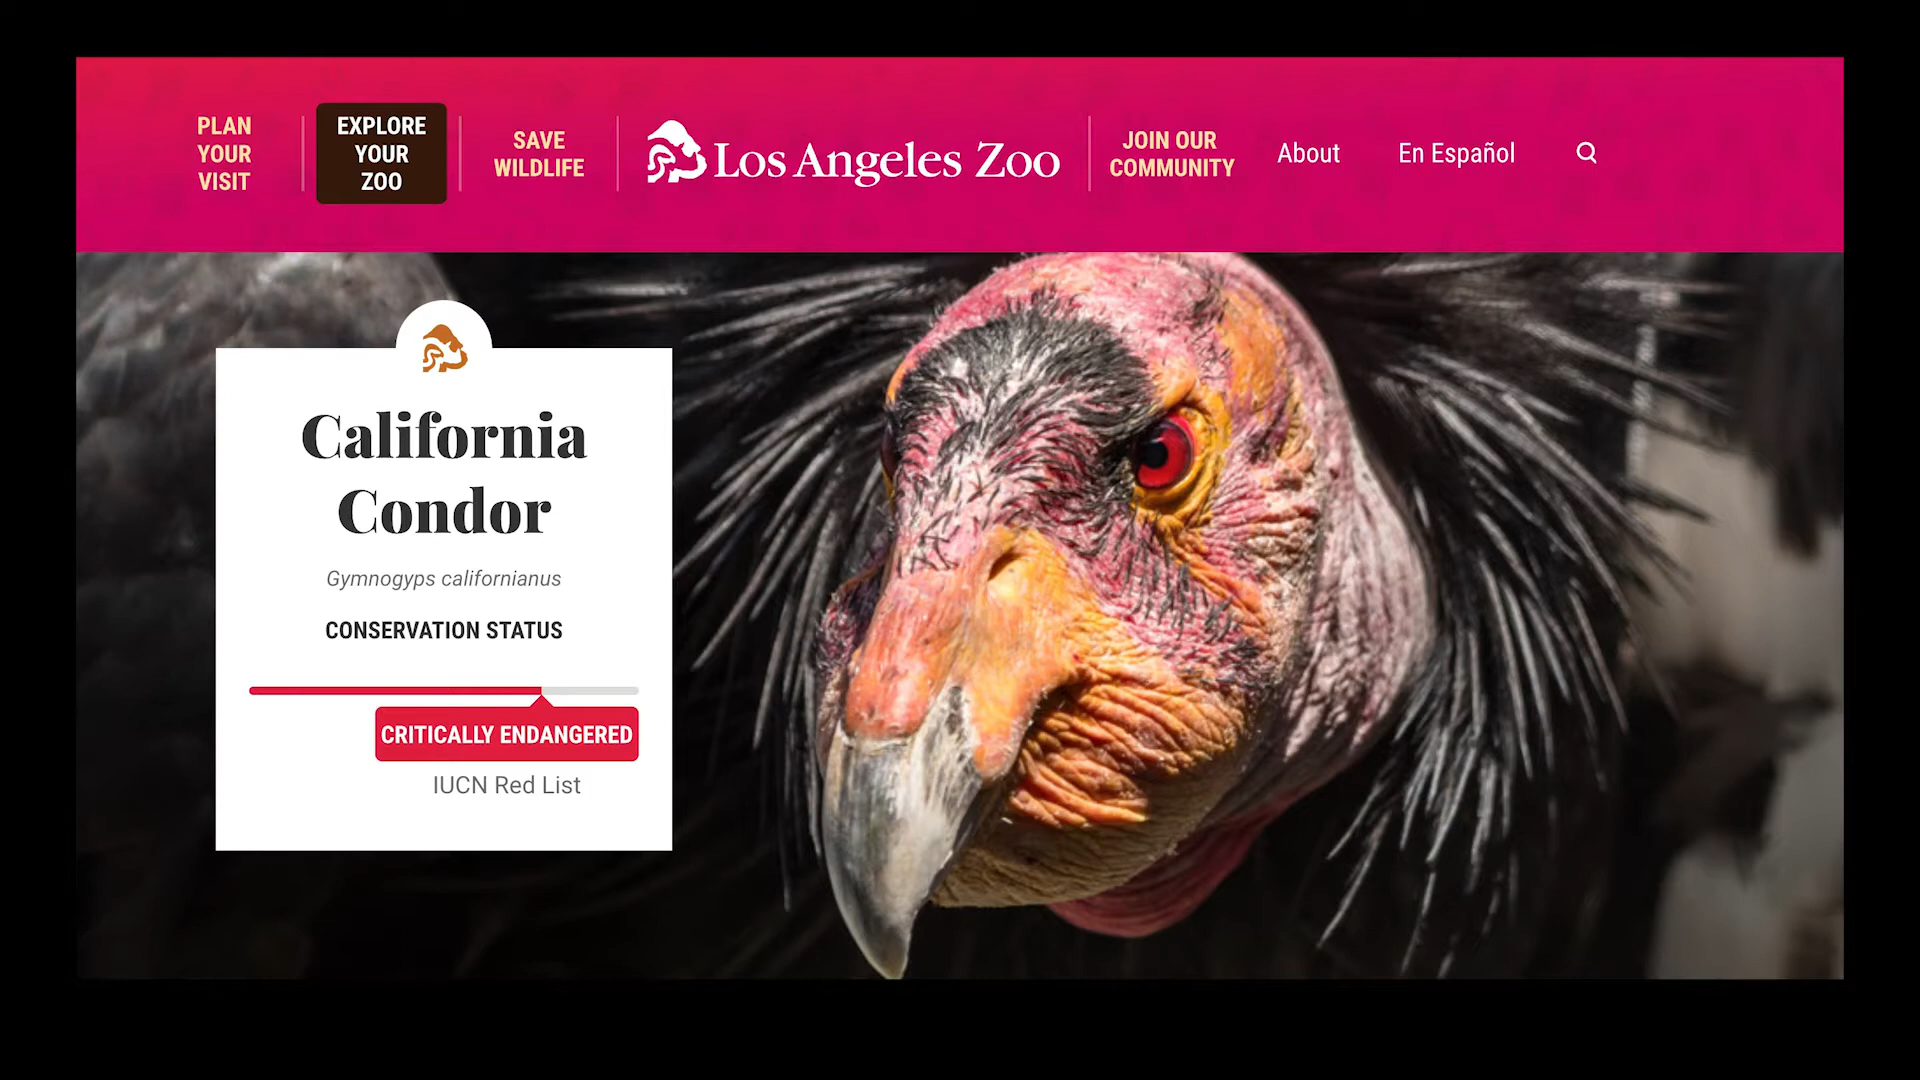 PLAN
YOUR
VISIT
EXPLORE
YOUR
ZOO
SAVE
WILDLIFE
Los Angeles Zoo
JOIN OUR
COMMUNITY
About
En Español
California
Condor
Gymnogyps californianus
CONSERVATION STATUS
CRITICALLY ENDANGERED
IUCN Red List